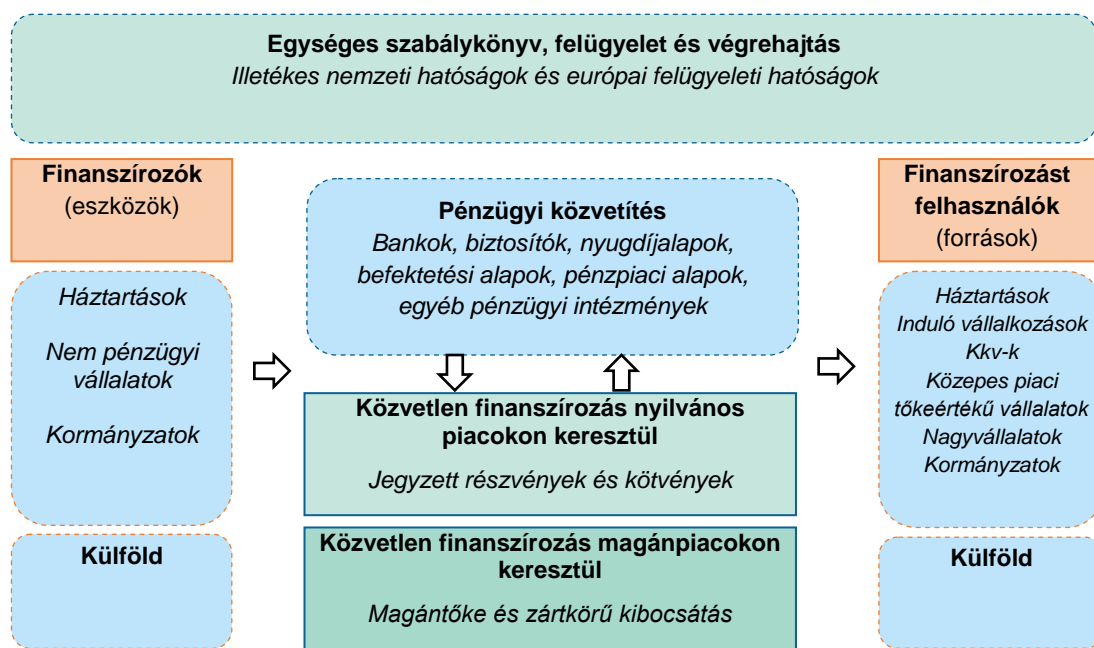 Egységes szabálykönyv, felügyelet és végrehajtás
Illetékes nemzeti hatóságok és európai felügyeleti hatóságok
Finanszírozók
(eszközök)
Háztartások
Nem pénzügyi
vállalatok
Kormányzatok
Külföld
Pénzügyi közvetítés
Bankok, biztosítók, nyugdíjalapok,
befektetési alapok, pénzpiaci alapok,
egyéb pénzügyi intézmények
Közvetlen finanszírozás nyilvános
piacokon keresztül
Jegyzett részvények és kötvények
Közvetlen finanszírozás magánpiacokon
keresztül
Magántőke és zártkörű kibocsátás
Finanszírozást
felhasználók
(források)
Háztartások
Induló vállalkozások
Kkv-k
Közepes piaci
tőkeértékű vállalatok
Nagyvállalatok
Kormányzatok
Külföld